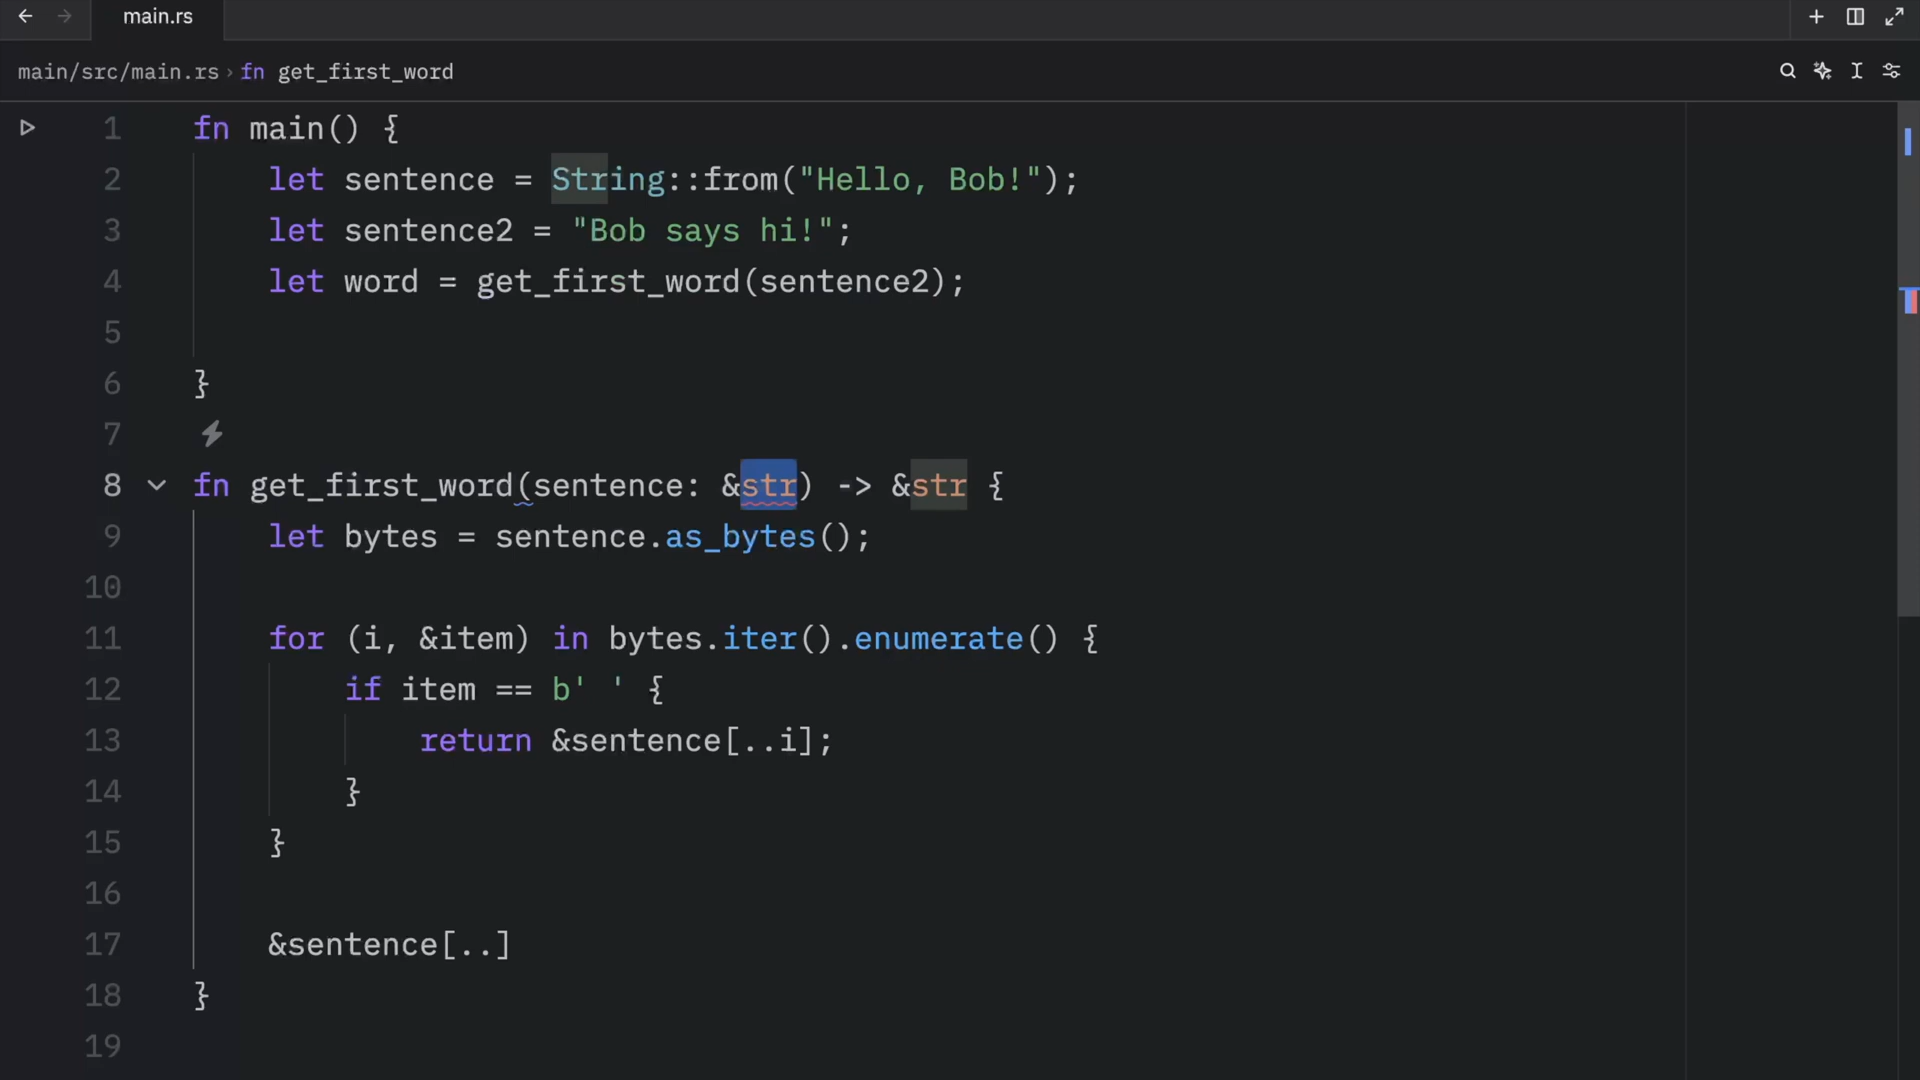 main.rs
main/src/main.rs › fn get_first_word
1 fn main() {
2 let sentence = String::from("Hello, Bob!");
3 let sentence2 = "Bob says hi!";
4 let word = get_first_word(sentence2);
5
6 }
7
8 fn get_first_word(sentence: &str) -> &str {
9 let bytes = sentence.as_bytes();
10
11 for (i, &item) in bytes.iter().enumerate() {
12 if item == b' ' {
13 return &sentence[..i];
14 }
15 }
16
17 &sentence[..]
18 }
19